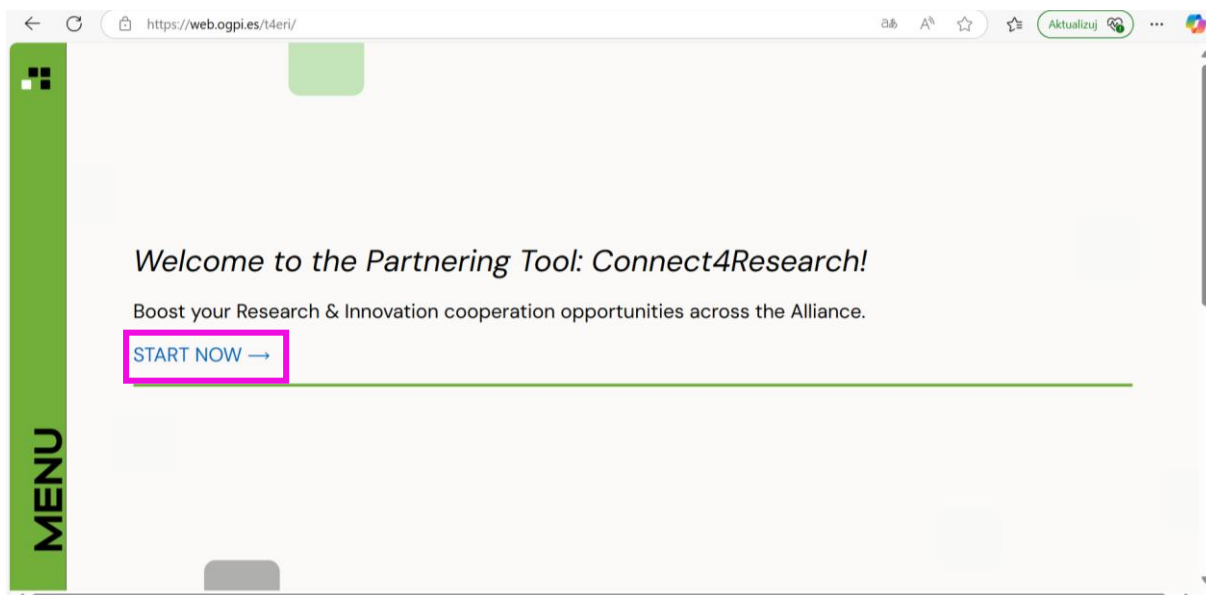 https://web.ogpi.es/t4eri/
Aktualizuj
Welcome to the Partnering Tool: Connect4Research!
Boost your Research & Innovation cooperation opportunities across the Alliance.
START NOW →
MENU